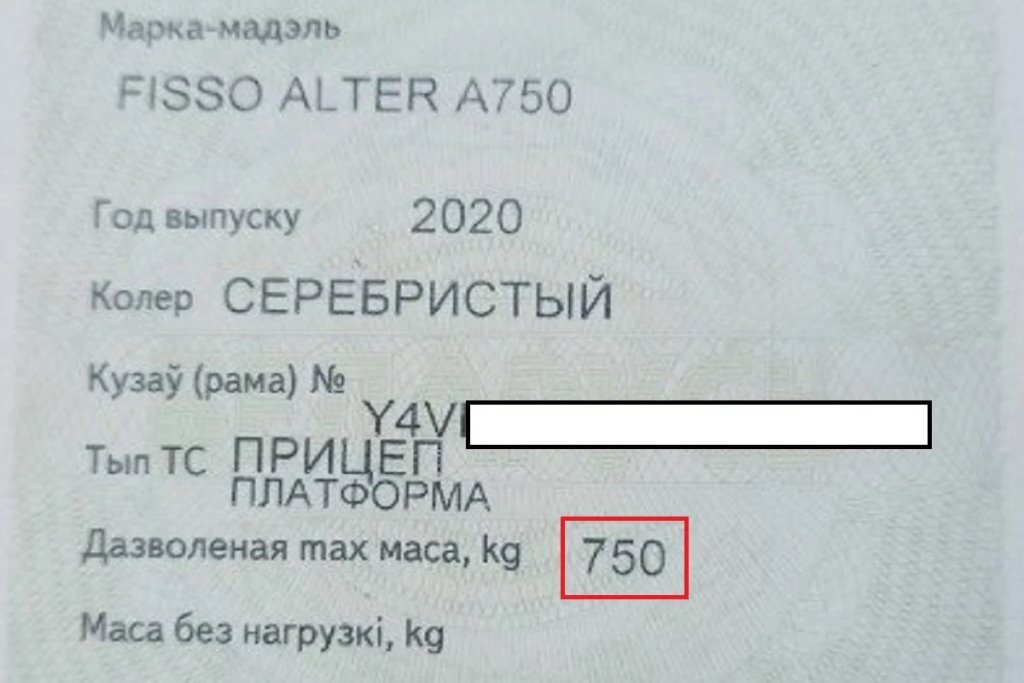 Марка-мадэль
FISSO ALTER A750
Год выпуску 2020
Колер СЕРЕБРИСТЫЙ
Кузаў (рама) №
Y4V
Тып ТС ПРИЦЕП
ПЛАТФОРМА
Дазволеная max маса, kg 750
Маса без нагрузкі, kg